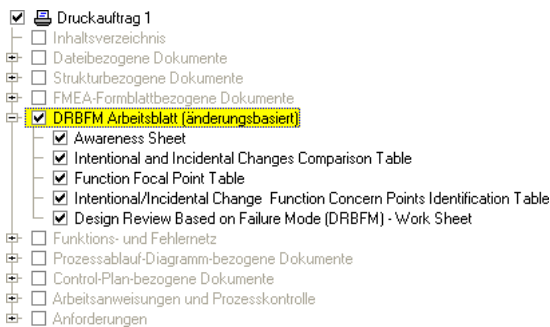 Druckauftrag 1
Inhaltsverzeichnis
Dateibezogene Dokumente
Strukturbezogene Dokumente
FMEA-Formblattbezogene Dokumente
DRBFM Arbeitsblatt (änderungsbasiert)
Awareness Sheet
Intentional and Incidental Changes Comparison Table
Function Focal Point Table
Intentional/Incidental Change Function Concern Points Identification Table
Design Review Based on Failure Mode (DRBFM) - Work Sheet
Funktions- und Fehlernetz
Prozessablauf-Diagramm-bezogene Dokumente
Control-Plan-bezogene Dokumente
Arbeitsanweisungen und Prozesskontrolle
Anforderungen